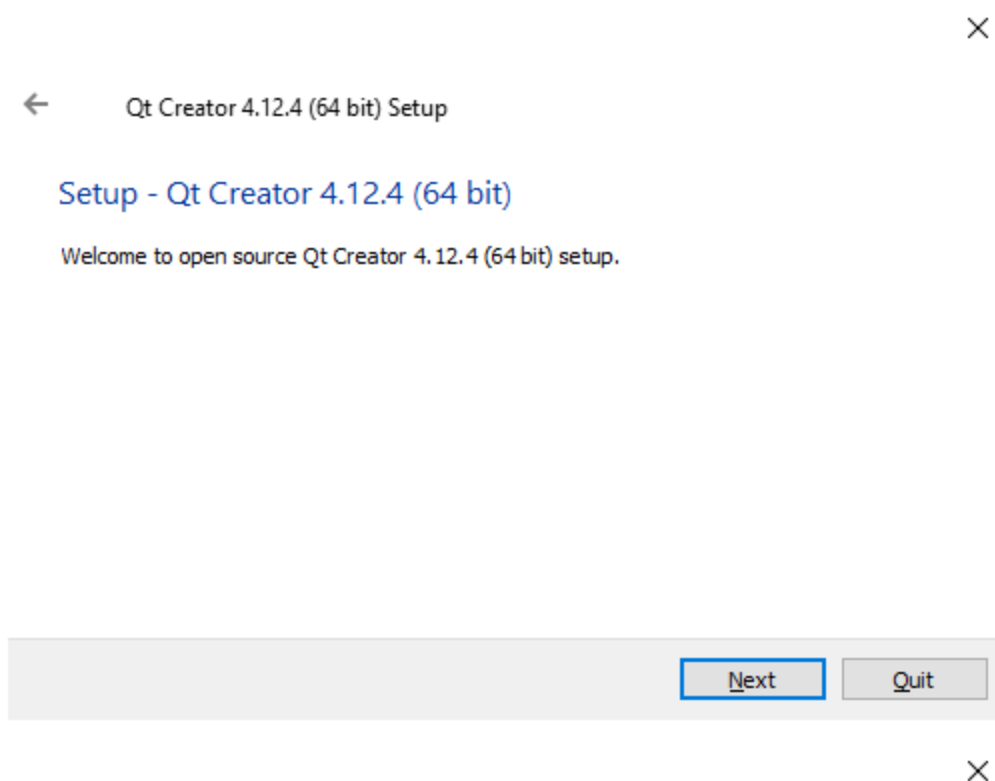 Qt Creator 4.12.4 (64 bit) Setup
Setup - Qt Creator 4.12.4 (64 bit)
Welcome to open source Qt Creator 4.12.4 (64 bit) setup.
Next Quit